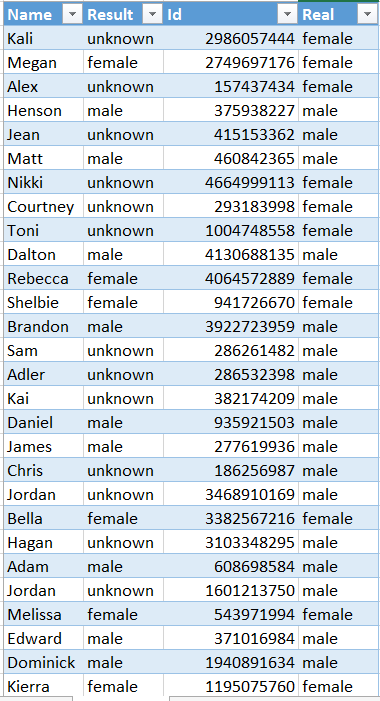 Name Result Id Real
Kali unknown 2986057444 female
Megan female 2749697176 female
Alex unknown 157437434 female
Henson male 375938227 male
Jean unknown 415153362 male
Matt male 460842365 male
Nikki unknown 4664999113 female
Courtney unknown 293183998 female
Toni unknown 1004748558 female
Dalton male 4130688135 male
Rebecca female 4064572889 female
Shelbie female 941726670 female
Brandon male 3922723959 male
Sam unknown 286261482 male
Adler unknown 286532398 male
Kai unknown 382174209 male
Daniel male 935921503 male
James male 277619936 male
Chris unknown 186256987 male
Jordan unknown 3468910169 male
Bella female 3382567216 female
Hagan unknown 3103348295 male
Adam male 608698584 male
Jordan unknown 1601213750 male
Melissa female 543971994 female
Edward male 371016984 male
Dominick male 1940891634 male
Kierra female 1195075760 female